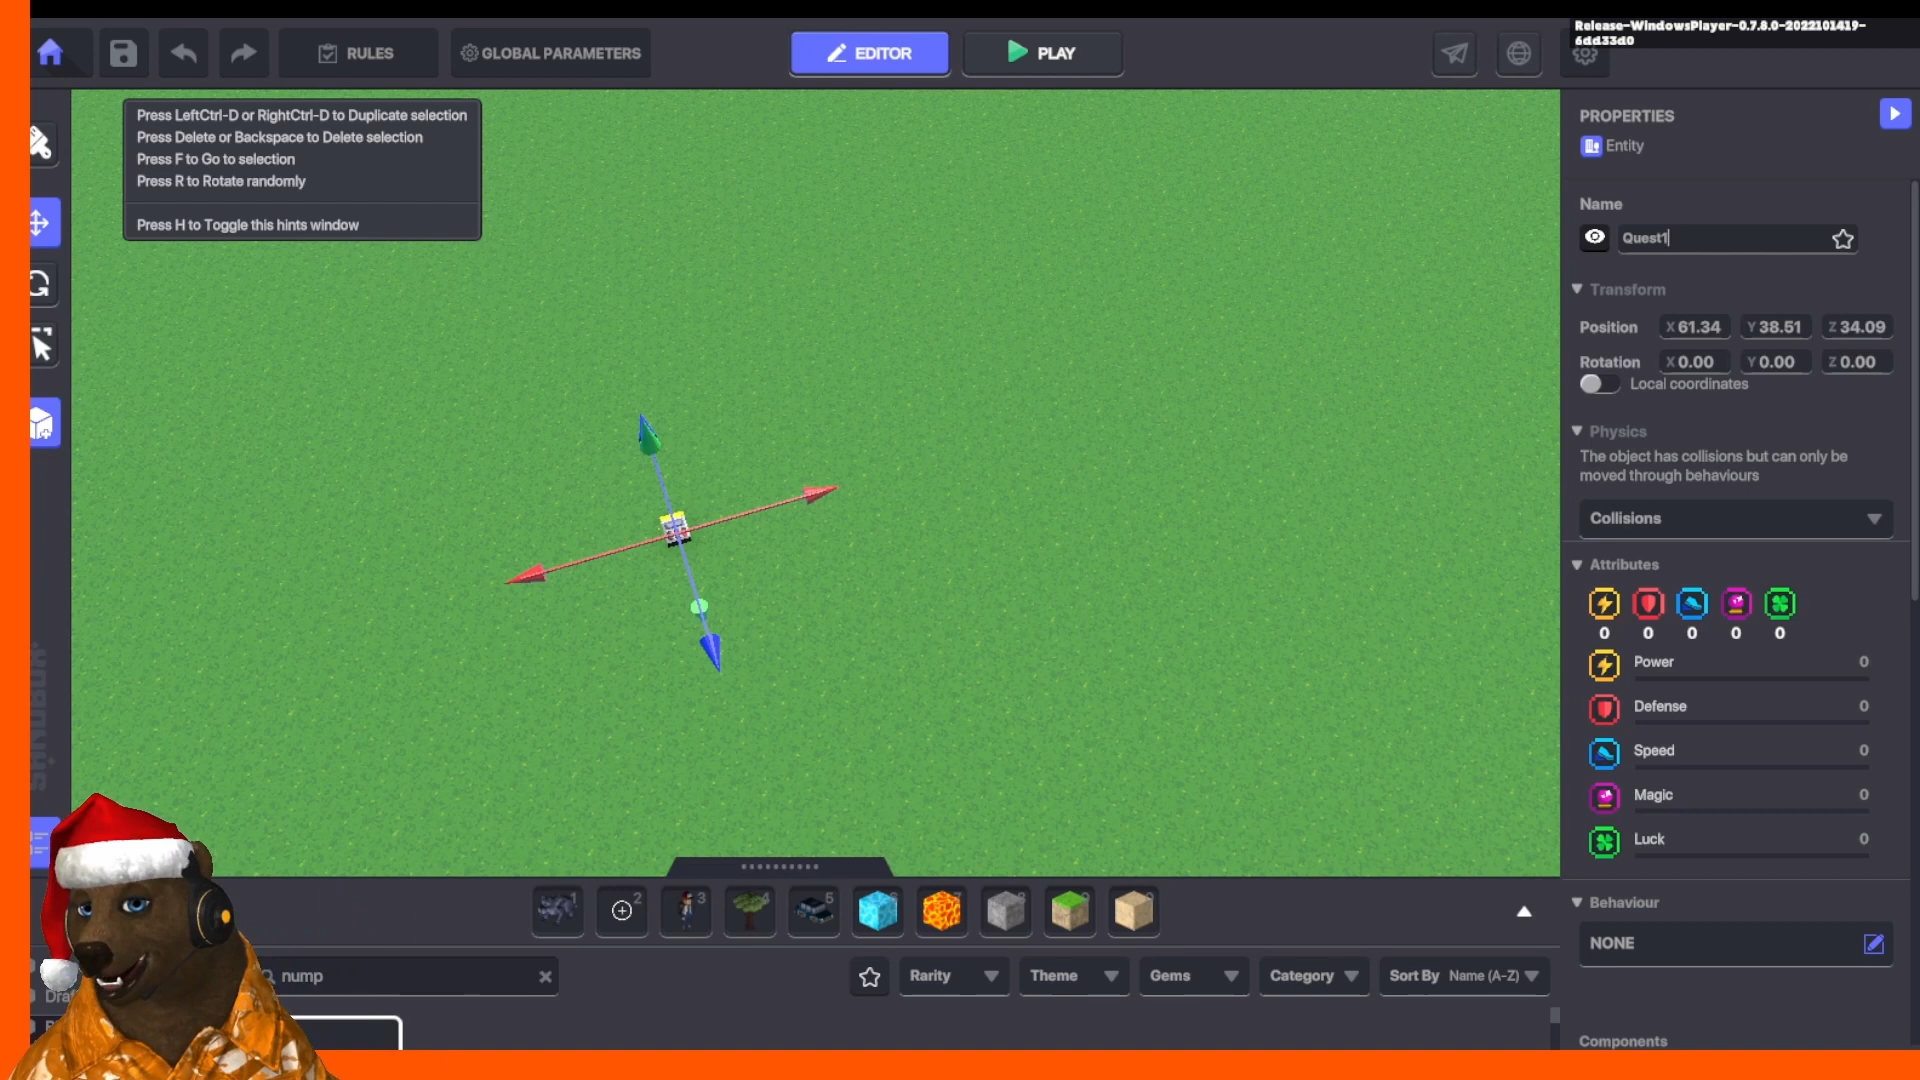 Release-WindowsPlayer-0.7.8.0-2022101419-
6dd33d0
RULES
GLOBAL PARAMETERS
EDITOR
PLAY
Press LeftCtrl-D or RightCtrl-D to Duplicate selection
Press Delete or Backspace to Delete selection
Press F to Go to selection
Press R to Rotate randomly
Press H to Toggle this hints window
PROPERTIES
Entity
Name
Quest1
Transform
Position X 61.34 Y 38.51 Z 34.09
Rotation X 0.00 Y 0.00 Z 0.00
Local coordinates
Physics
The object has collisions but can only be
moved through behaviours
Collisions
Attributes
0 0 0 0 0
Power 0
Defense 0
Speed 0
Magic 0
Luck 0
Behaviour
NONE
Components
1 2 3 4 5
nump
Rarity
Theme
Gems
Category
Sort By Name (A-Z)